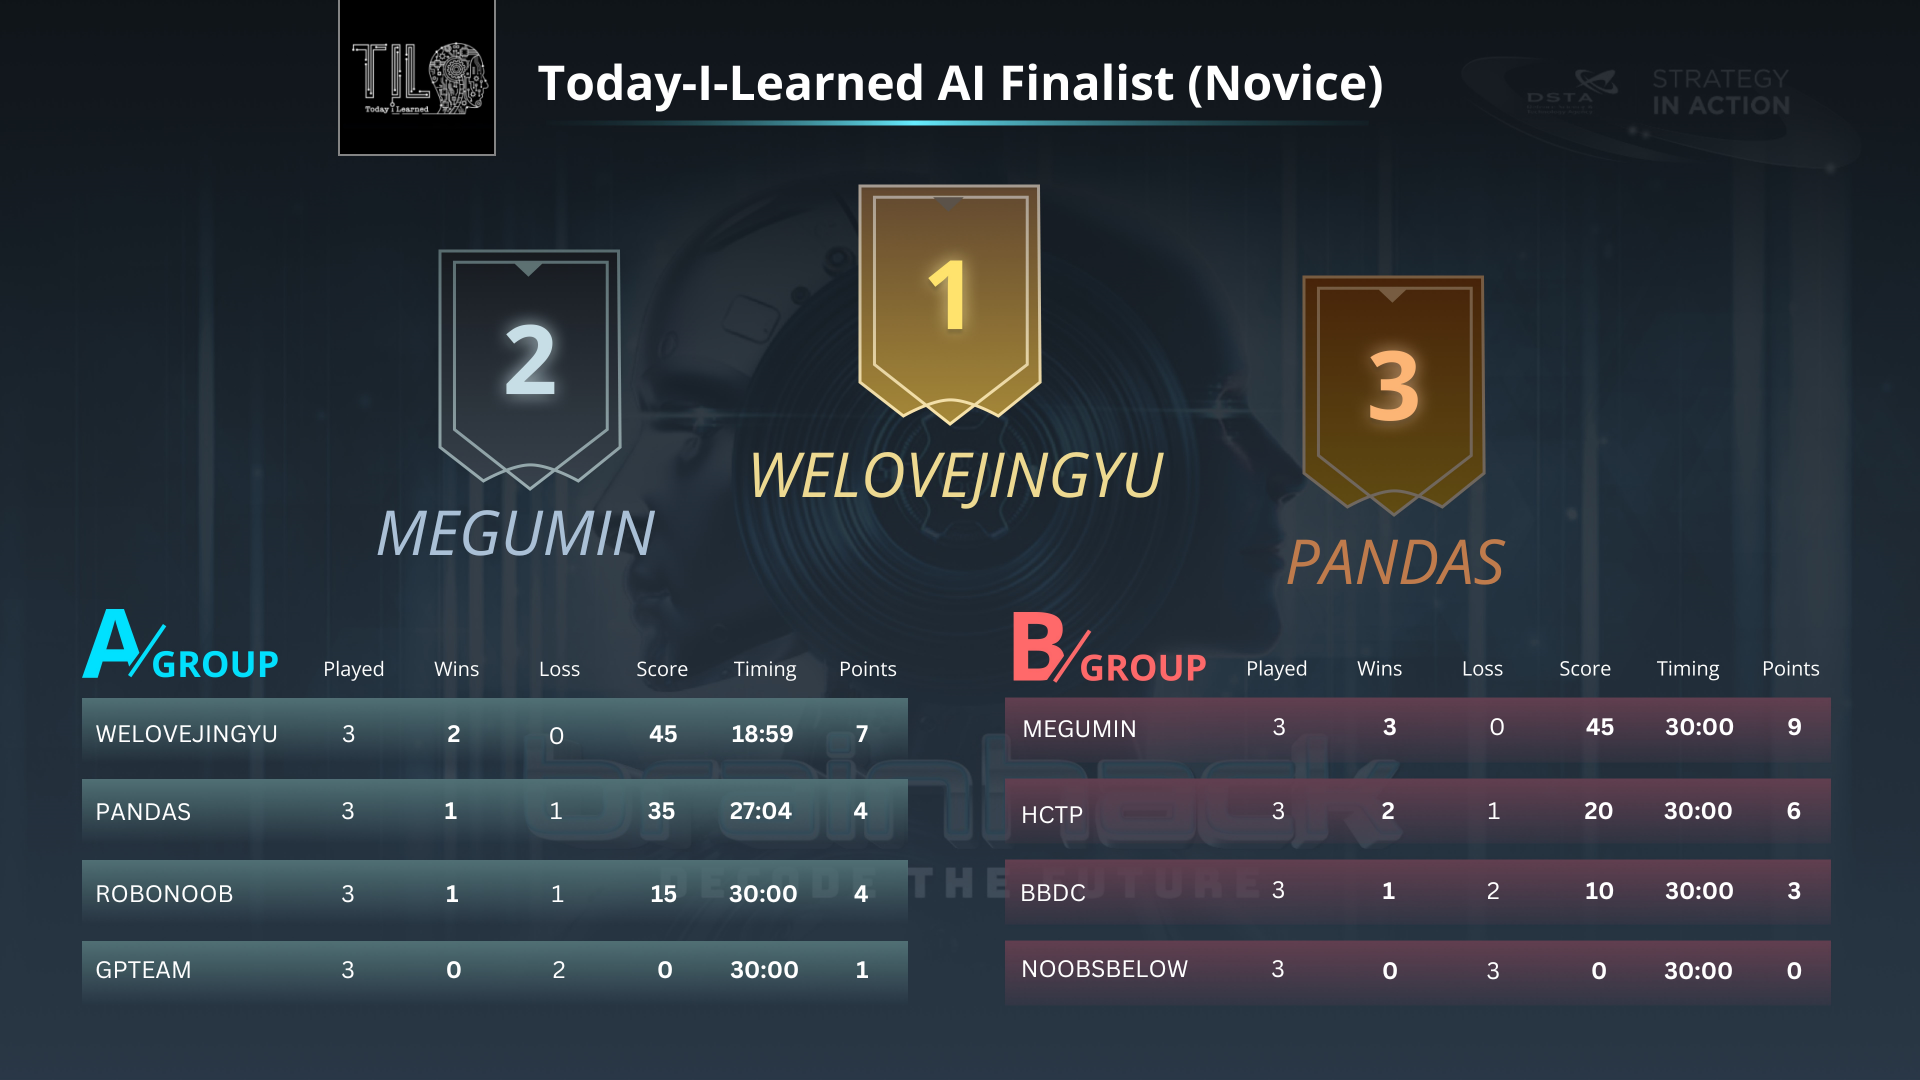 TIL
Today I Learned
Today-I-Learned AI Finalist (Novice)
DSTA
STRATEGY
IN ACTION
1
2
3
WELOVEJINGYU
MEGUMIN
PANDAS
A/GROUP Played Wins Loss Score Timing Points
WELOVEJINGYU 3 2 0 45 18:59 7
PANDAS 3 1 1 35 27:04 4
ROBONOOB 3 1 1 15 30:00 4
GPTEAM 3 0 2 0 30:00 1
B/GROUP Played Wins Loss Score Timing Points
MEGUMIN 3 3 0 45 30:00 9
HCTP 3 2 1 20 30:00 6
BBDC 3 1 2 10 30:00 3
NOOBSBELOW 3 0 3 0 30:00 0
brainhack
DECODE THE FUTURE